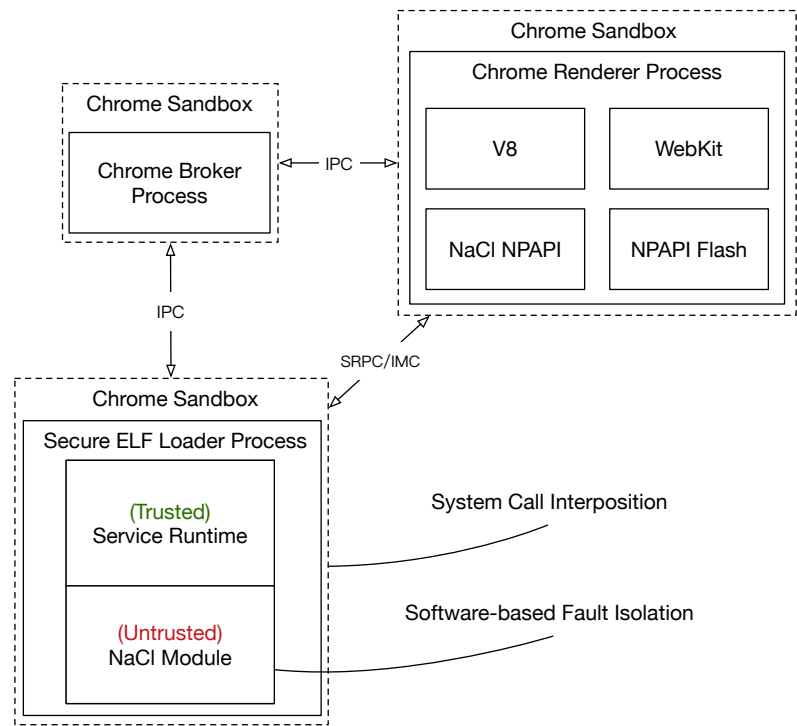 Chrome Sandbox
Chrome Renderer Process
V8
WebKit
NaCl NPAPI
NPAPI Flash
Chrome Sandbox
Chrome Broker
Process
IPC
IPC
SRPC/IMC
Chrome Sandbox
Secure ELF Loader Process
(Trusted)
Service Runtime
(Untrusted)
NaCl Module
System Call Interposition
Software-based Fault Isolation